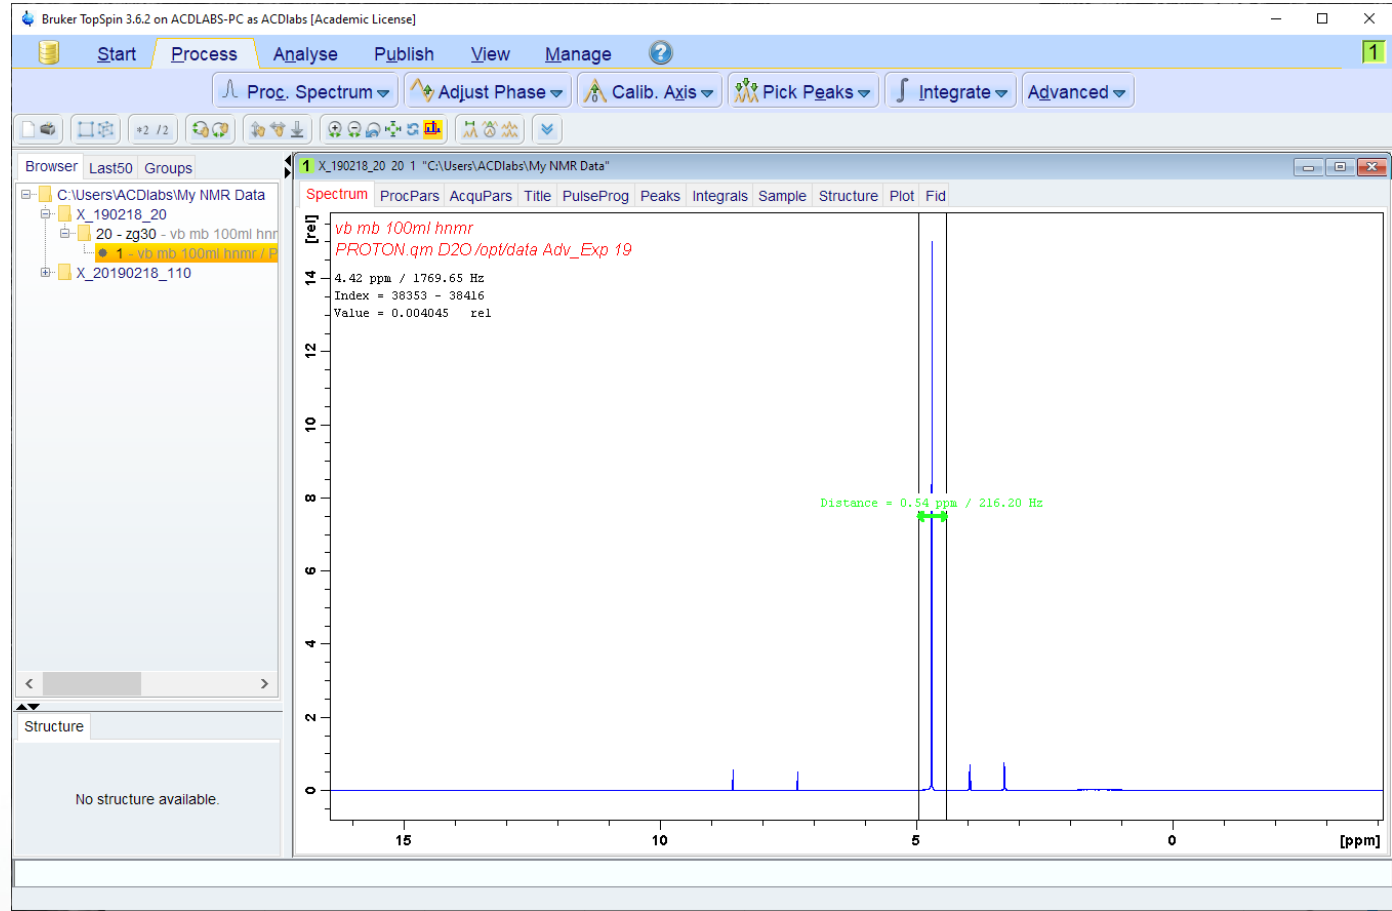 Bruker TopSpin 3.6.2 on ACDLABS-PC as ACDlabs [Academic License]
Start Process Analyse Publish View Manage ? 1
Proc. Spectrum Adjust Phase Calib. Axis Pick Peaks Integrate Advanced
*2 /2
Browser Last50 Groups
1 X_190218_20 20 1 "C:\Users\ACDlabs\My NMR Data"
C:\Users\ACDlabs\My NMR Data
X_190218_20
20 - zg30 - vb mb 100ml hnr
1 - vb mb 100ml hnmr / P
X_20190218_110
Spectrum ProcPars AcquPars Title PulseProg Peaks Integrals Sample Structure Plot Fid
[rel]
vb mb 100ml hnmr
PROTON.qm D2O /opt/data Adv_Exp 19
4.42 ppm / 1769.65 Hz
Index = 38353 - 38416
Value = 0.004045 rel
14
12
10
8
6
4
2
0
Distance = 0.54 ppm / 216.20 Hz
15 10 5 0 [ppm]
Structure
No structure available.